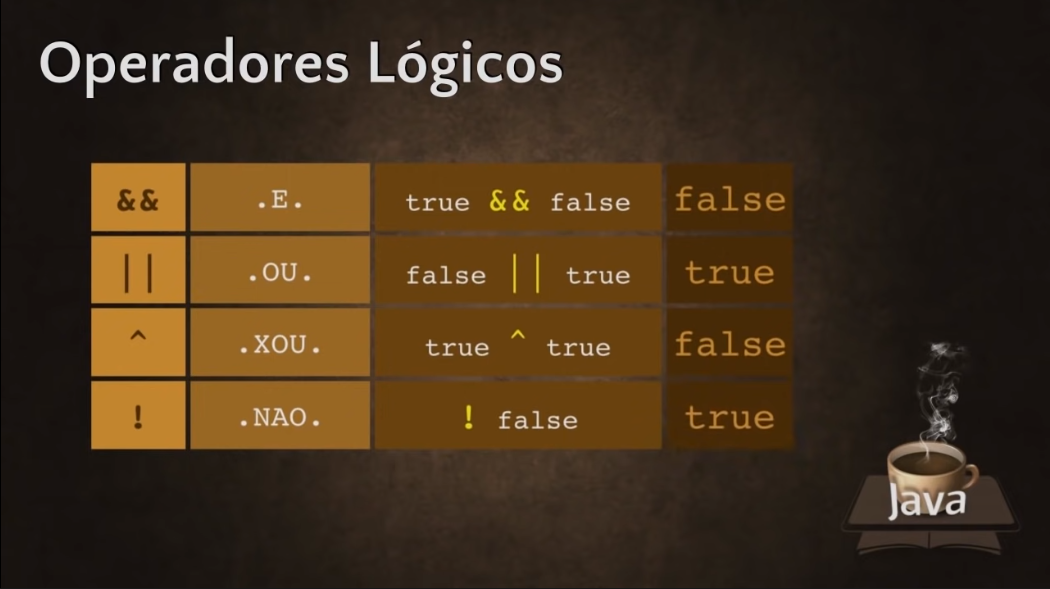 Operadores Lógicos
&& .E. true && false false
|| .OU. false || true true
^ .XOU. true ^ true false
! .NAO. ! false true
Java